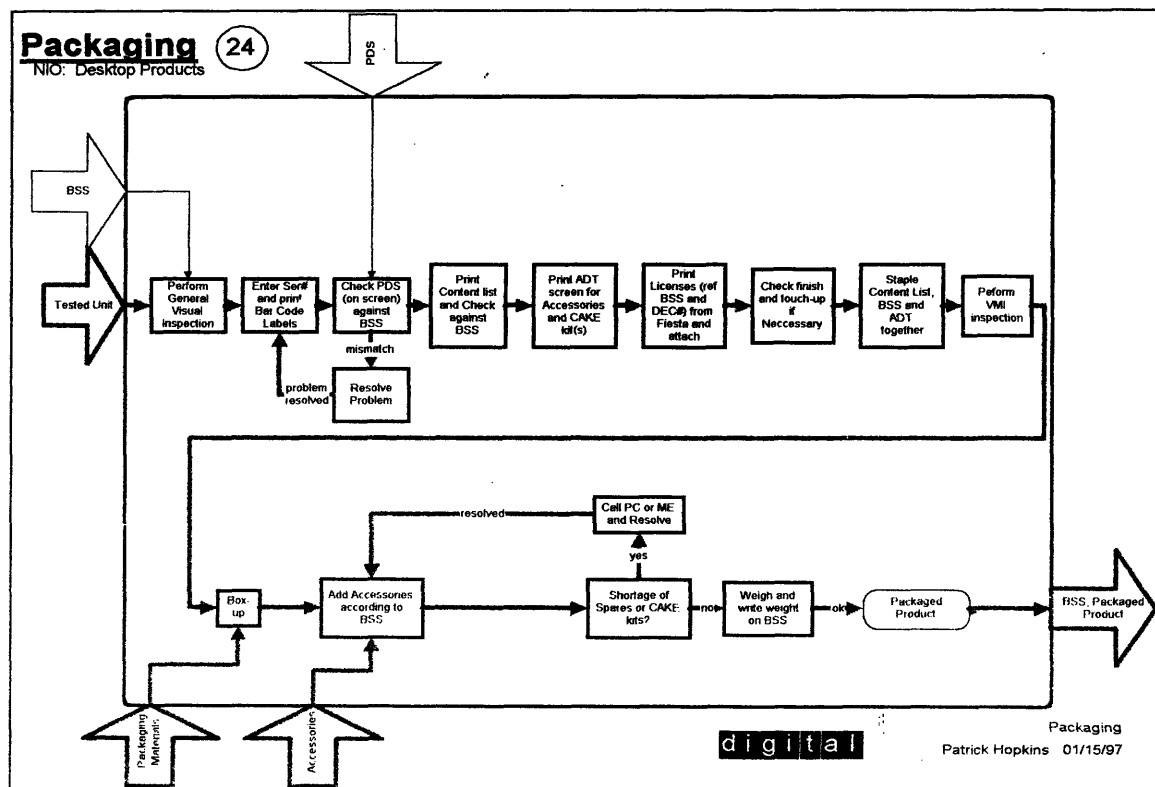 Packaging
24
NIO: Desktop Products
PDS
BSS
Tested Unit
Perform
General
Visual
Inspection
Enter Ser#
and print
Bar Code
Labels
Check PDS
(on screen)
against
BSS
Print
Content list
and Check
against
BSS
Print ADT
screen for
Accessories
and CAKE
kit(s)
Print
Licenses (ref
BSS and
DEC#) from
Fiesta and
attach
Check finish
and touch-up
if
Neccessary
Staple
Content List,
BSS and
ADT
together
Peform
VMI
inspection
mismatch
problem
resolved
Resolve
Problem
resolved
Call PC or ME
and Resolve
yes
Box-
up
Add Accessories
according to
BSS
Shortage of
Spares or CAKE
kits?
no
Weigh and
write weight
on BSS
ok
Packaged
Product
BSS, Packaged
Product
Packaging
Materials
Accessories
digital
Packaging
Patrick Hopkins 01/15/97